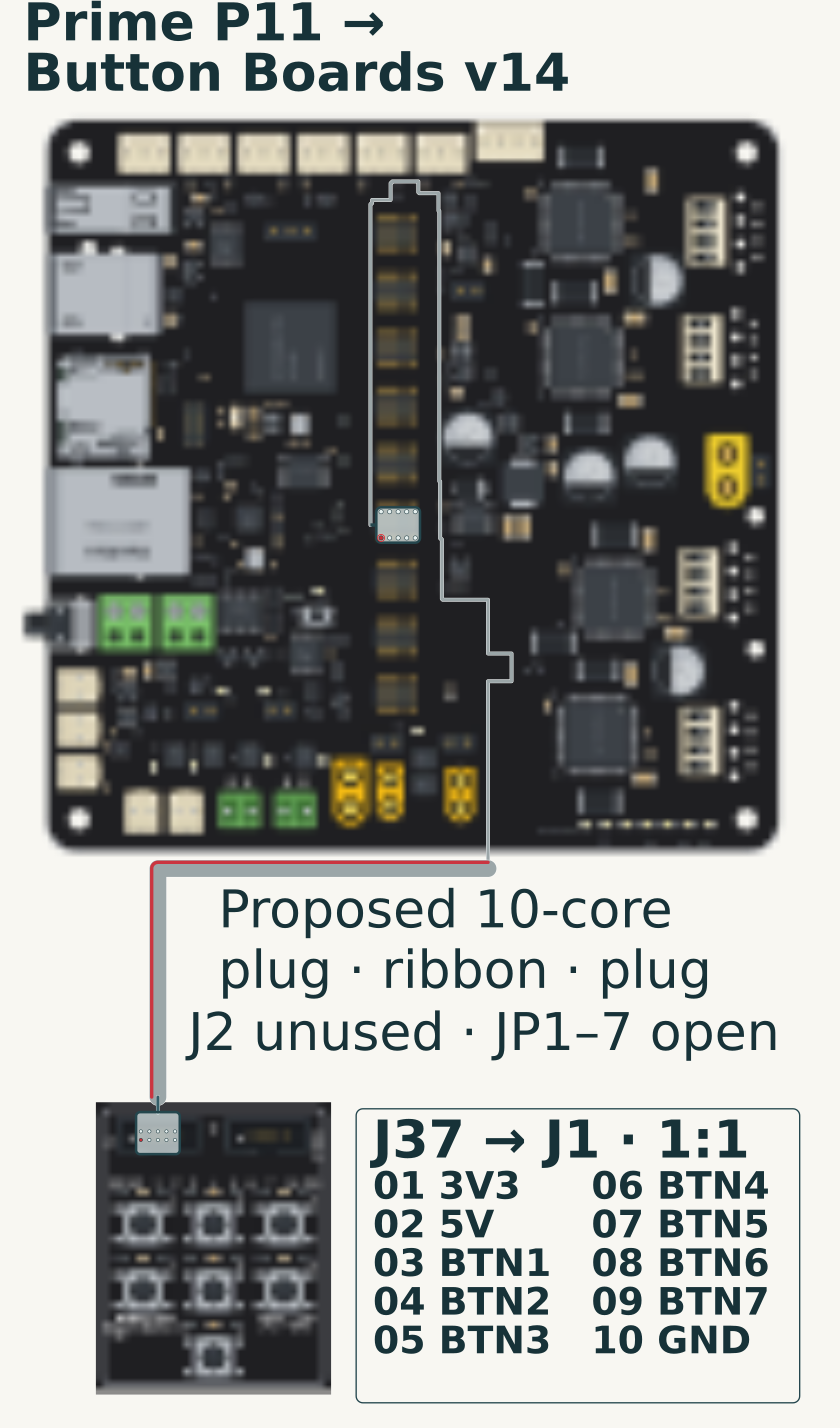 Prime P11 →
Button Boards v14
Proposed 10-core
plug · ribbon · plug
J2 unused · JP1–7 open
J37 → J1 · 1:1
01 3V3 06 BTN4
02 5V 07 BTN5
03 BTN1 08 BTN6
04 BTN2 09 BTN7
05 BTN3 10 GND